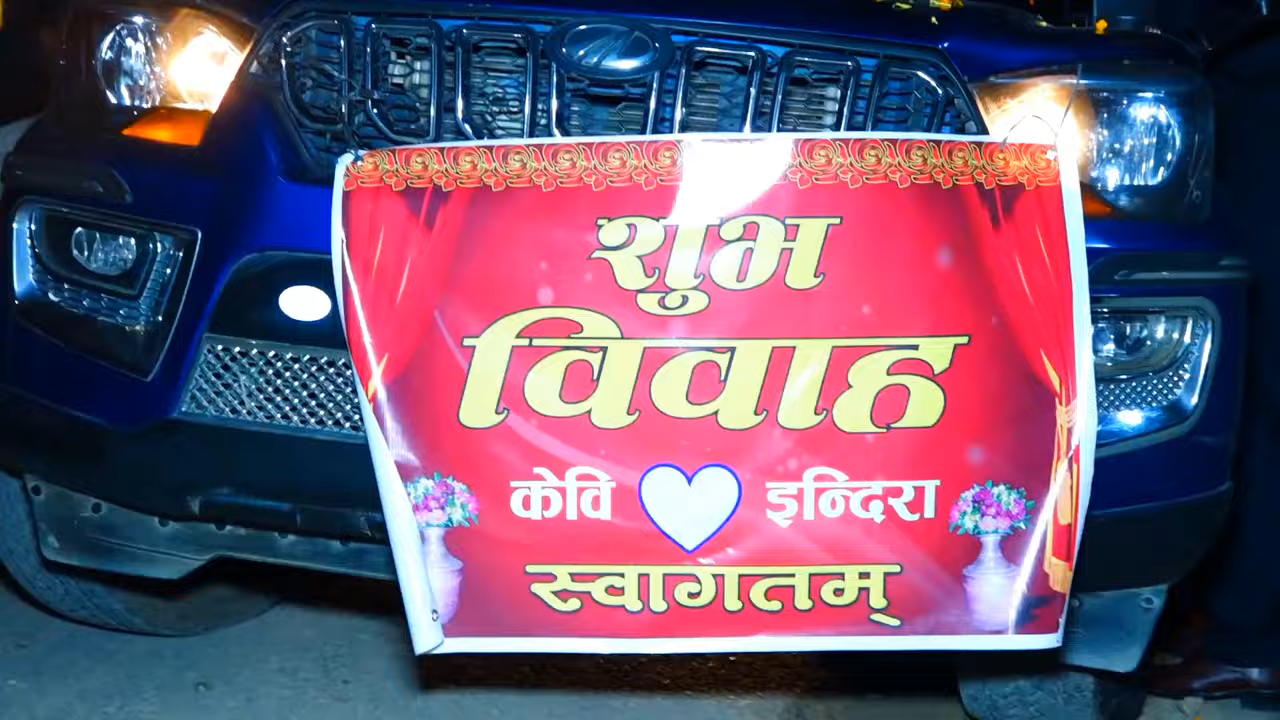 शुभ
विवाह
केवि इन्दिरा
स्वागतम्